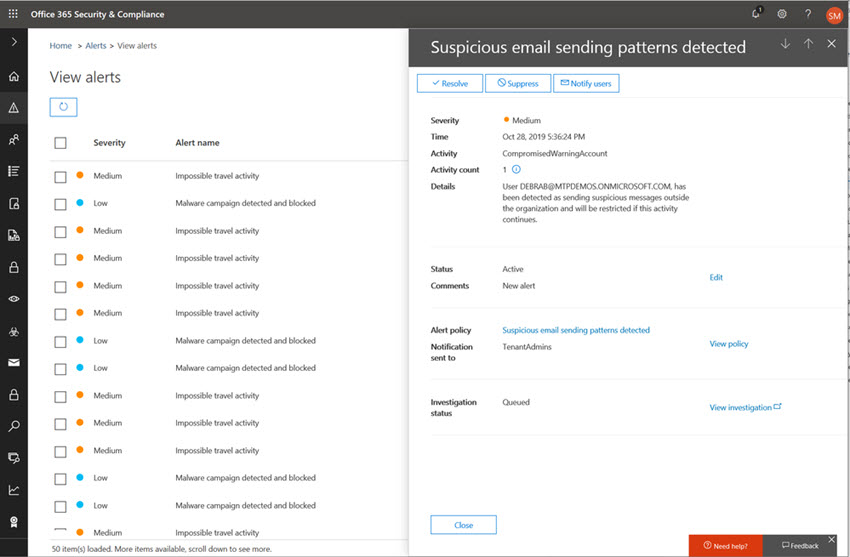 Office 365 Security & Compliance
1
?
SM
Home > Alerts > View alerts
View alerts
Severity Alert name
Medium Impossible travel activity
Low Malware campaign detected and blocked
Medium Impossible travel activity
Medium Impossible travel activity
Medium Impossible travel activity
Medium Impossible travel activity
Low Malware campaign detected and blocked
Low Malware campaign detected and blocked
Medium Impossible travel activity
Medium Impossible travel activity
Medium Impossible travel activity
Low Malware campaign detected and blocked
Low Malware campaign detected and blocked
Medium Impossible travel activity
50 item(s) loaded. More items available, scroll down to see more.
Suspicious email sending patterns detected
Resolve Suppress Notify users
Severity Medium
Time Oct 28, 2019 5:36:24 PM
Activity CompromisedWarningAccount
Activity count 1
Details User DEBRAB@MTPDEMOS.ONMICROSOFT.COM, has
been detected as sending suspicious messages outside
the organization and will be restricted if this activity
continues.
Status Active
Edit
Comments New alert
Alert policy Suspicious email sending patterns detected
View policy
Notification TenantAdmins
sent to
Investigation Queued
status
View investigation
Close
Need help? Feedback